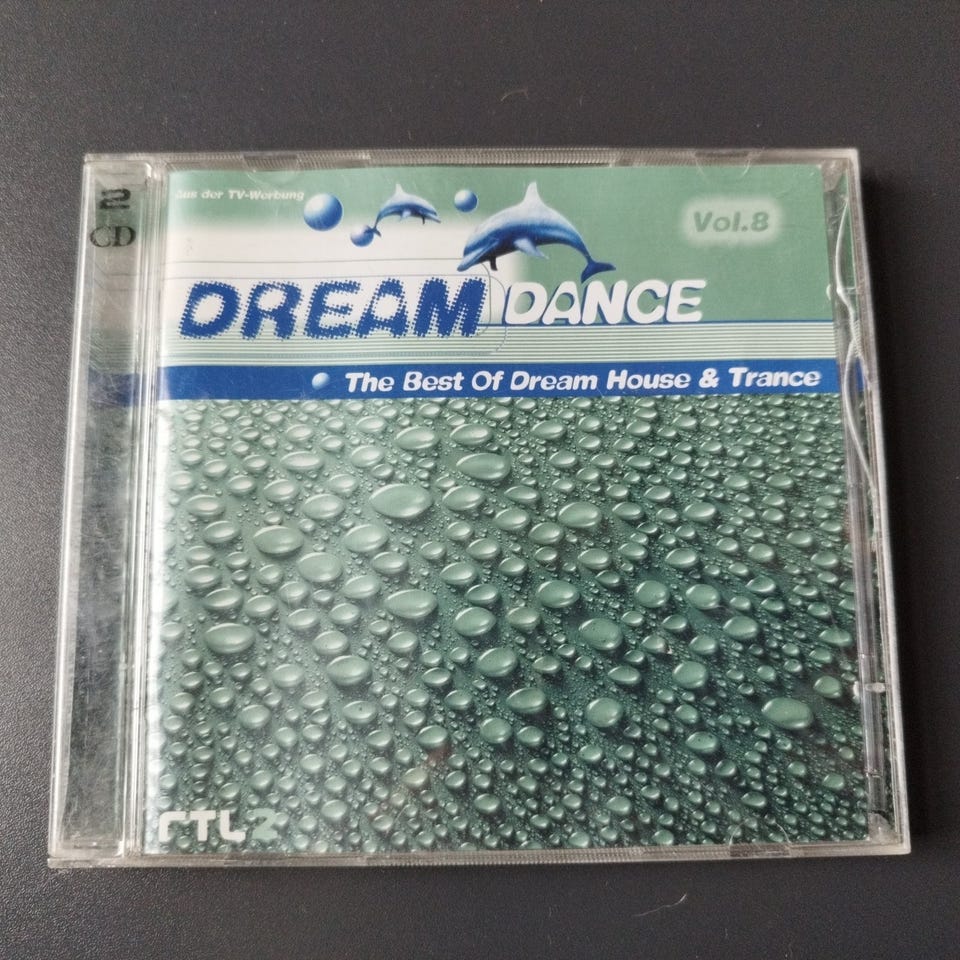 2
CD
Aus der TV-Werbung
Vol.8
DREAM DANCE
The Best Of Dream House & Trance
rTL2